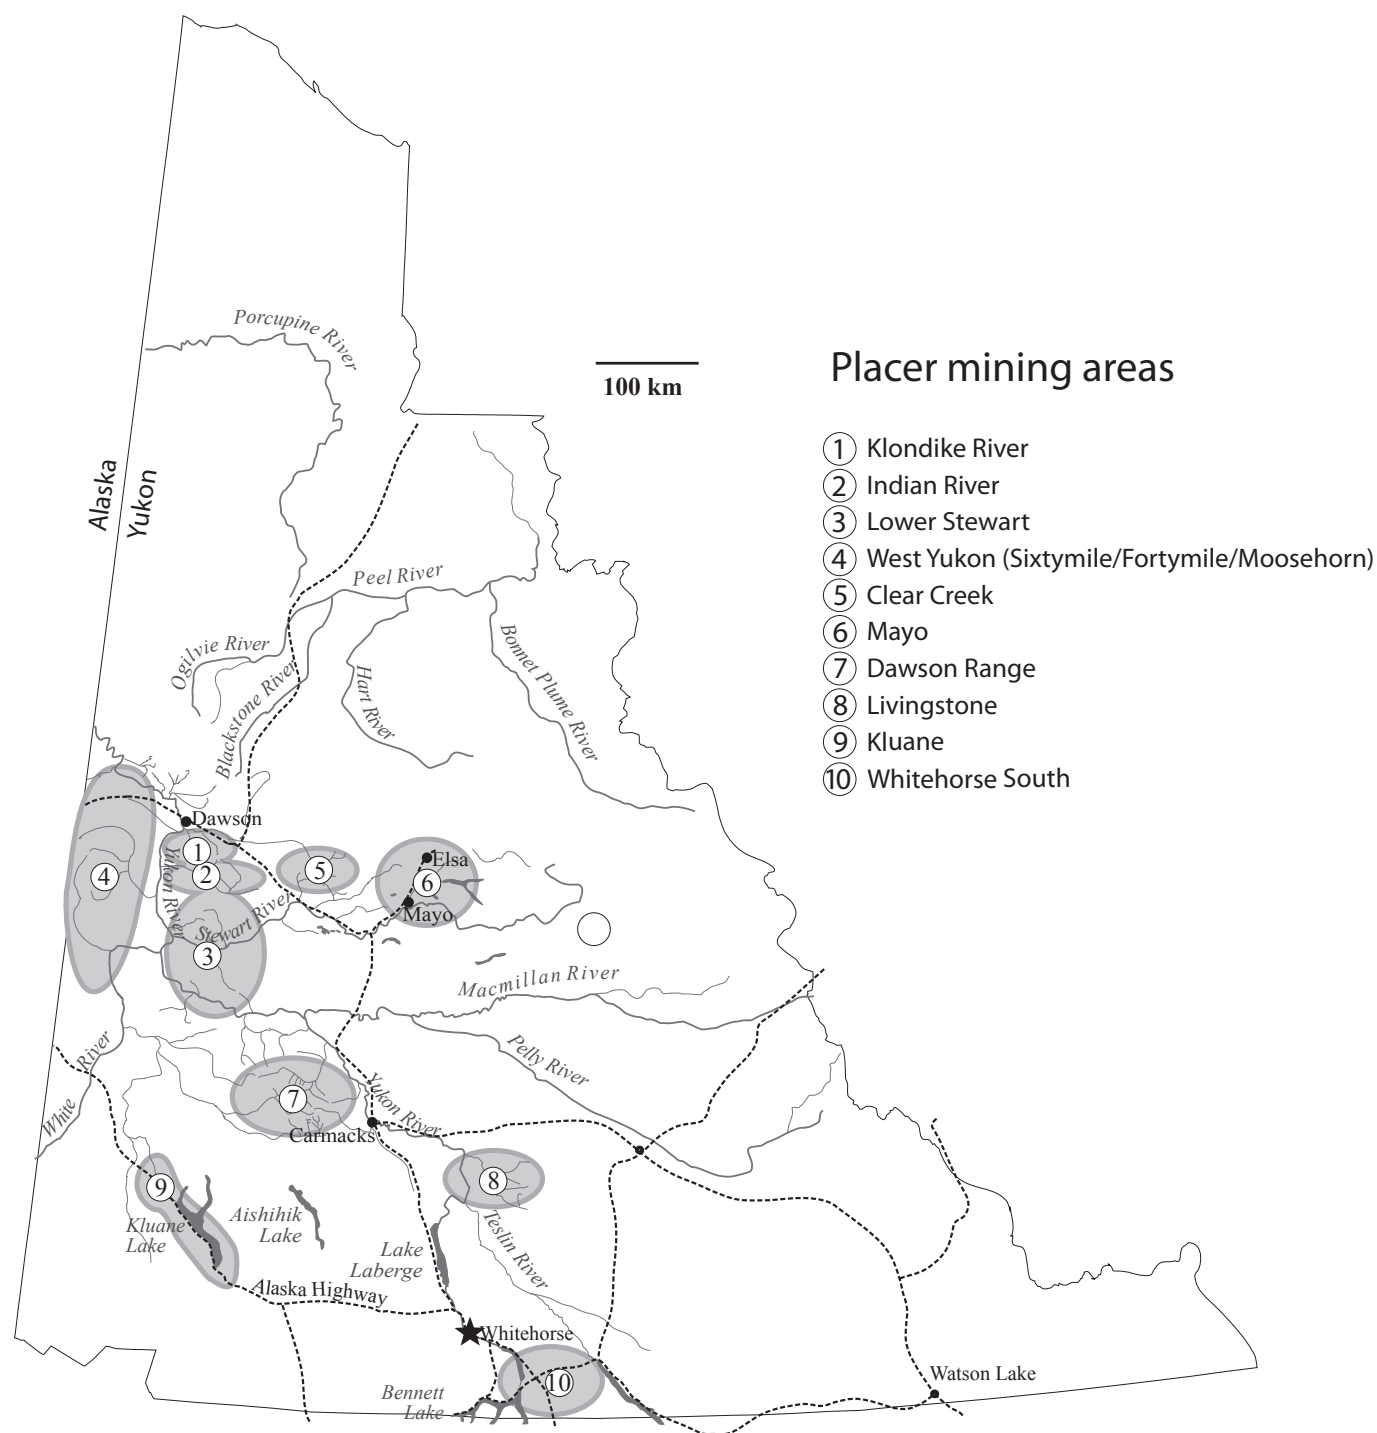 Porcupine River
100 km
Placer mining areas
1 Klondike River
2 Indian River
3 Lower Stewart
4 West Yukon (Sixtymile/Fortymile/Moosehorn)
5 Clear Creek
6 Mayo
7 Dawson Range
8 Livingstone
9 Kluane
10 Whitehorse South
Alaska
Yukon
Peel River
Ogilvie River
Blackstone River
Hart River
Bonnet Plume River
Dawson
1
2
3
4
5
6
Elsa
Mayo
Yukon River
Stewart River
Macmillan River
Pelly River
White River
7
Carmacks
Yukon River
8
9
Kluane
Lake
Aishihik
Lake
Lake
Laberge
Teslin River
Alaska Highway
Whitehorse
10
Bennett
Lake
Watson Lake